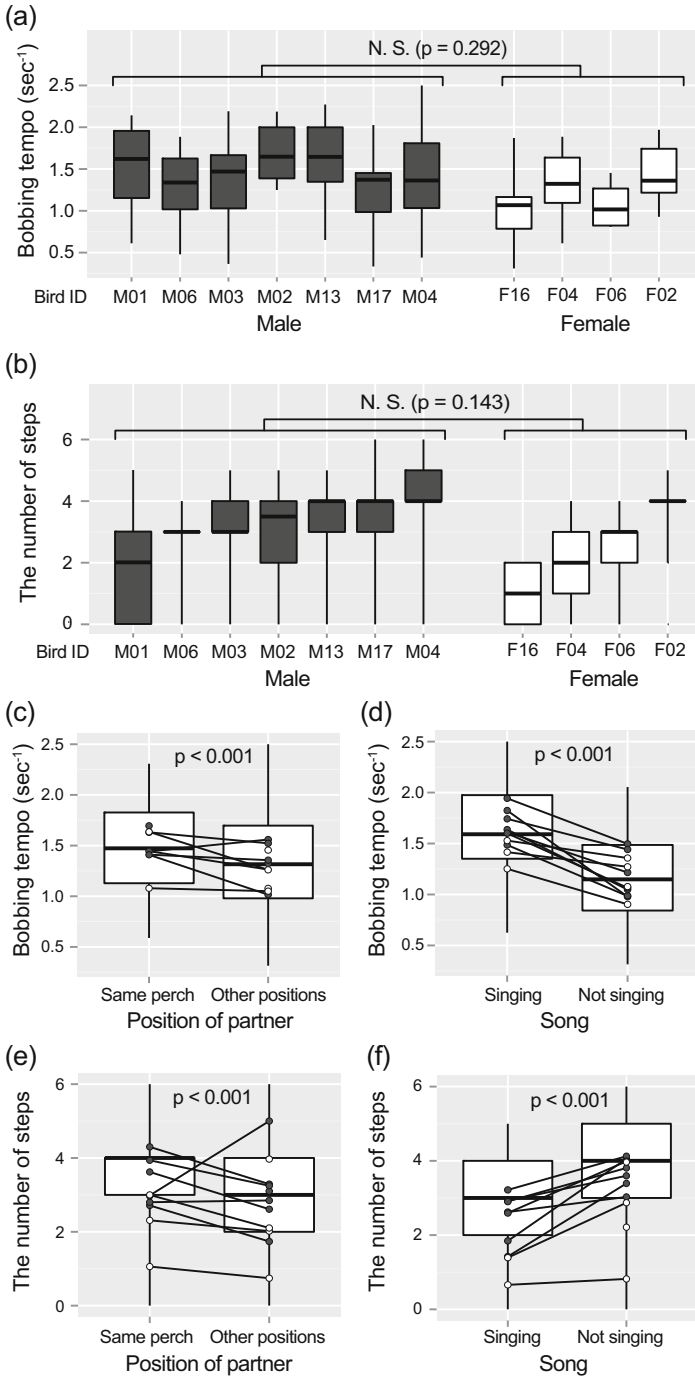 (a)
N. S. (p = 0.292)
Bobbing tempo (sec⁻¹)
2.5
2.0
1.5
1.0
0.5
Bird ID M01 M06 M03 M02 M13 M17 M04 F16 F04 F06 F02
Male Female
(b)
N. S. (p = 0.143)
The number of steps
6
4
2
0
Bird ID M01 M06 M03 M02 M13 M17 M04 F16 F04 F06 F02
Male Female
(c)
p < 0.001
Bobbing tempo (sec⁻¹)
2.5
2.0
1.5
1.0
0.5
Same perch Other positions
Position of partner
(d)
p < 0.001
Bobbing tempo (sec⁻¹)
2.5
2.0
1.5
1.0
0.5
Singing Not singing
Song
(e)
p < 0.001
The number of steps
6
4
2
0
Same perch Other positions
Position of partner
(f)
p < 0.001
The number of steps
6
4
2
0
Singing Not singing
Song